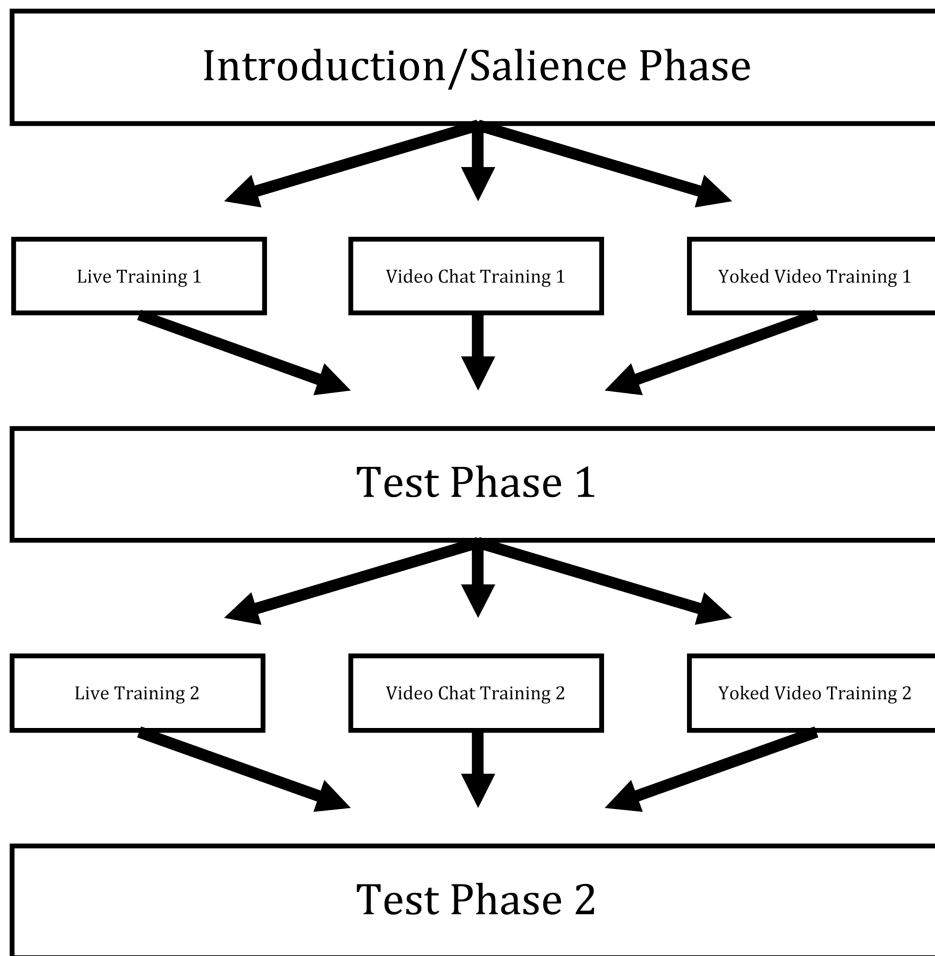 Introduction/Salience Phase
Live Training 1
Video Chat Training 1
Yoked Video Training 1
Test Phase 1
Live Training 2
Video Chat Training 2
Yoked Video Training 2
Test Phase 2